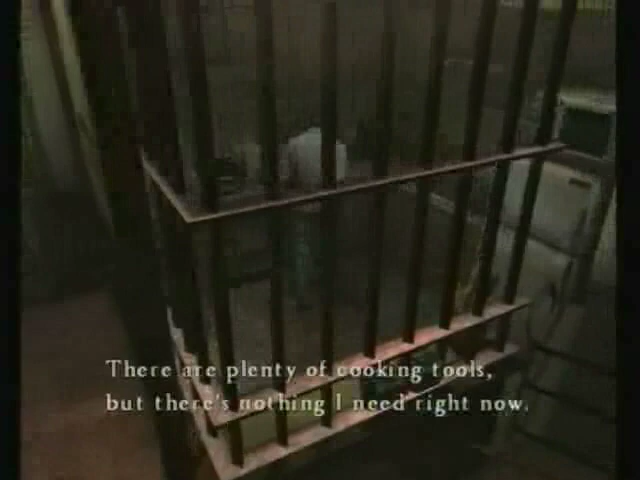 There are plenty of cooking tools,
but there's nothing I need right now.